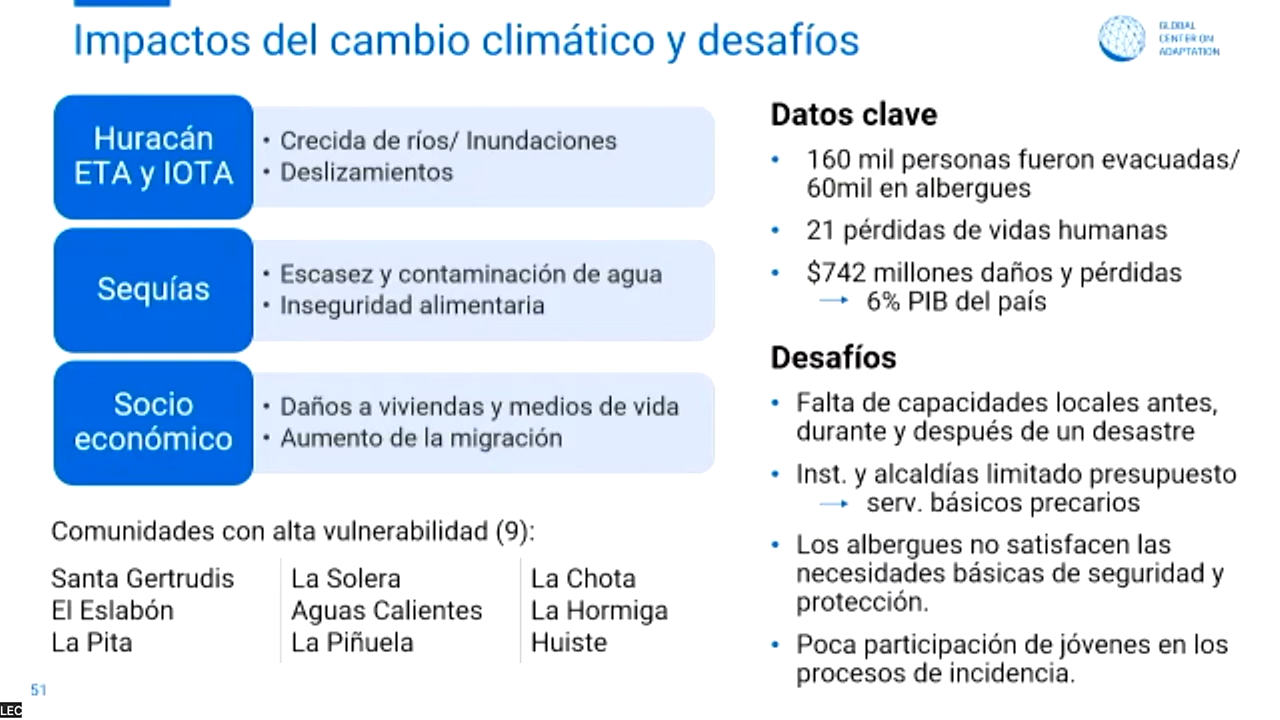 Impactos del cambio climático y desafíos
GLOBAL
CENTER ON
ADAPTATION
Huracán
ETA y IOTA
• Crecida de ríos/ Inundaciones
• Deslizamientos
Sequías
• Escasez y contaminación de agua
• Inseguridad alimentaria
Socio
económico
• Daños a viviendas y medios de vida
• Aumento de la migración
Comunidades con alta vulnerabilidad (9):
Santa Gertrudis
El Eslabón
La Pita
La Solera
Aguas Calientes
La Piñuela
La Chota
La Hormiga
Huiste
Datos clave
• 160 mil personas fueron evacuadas/
60mil en albergues
• 21 pérdidas de vidas humanas
• $742 millones daños y pérdidas
→ 6% PIB del país
Desafíos
• Falta de capacidades locales antes,
durante y después de un desastre
• Inst. y alcaldías limitado presupuesto
→ serv. básicos precarios
• Los albergues no satisfacen las
necesidades básicas de seguridad y
protección.
• Poca participación de jóvenes en los
procesos de incidencia.
51
LEC